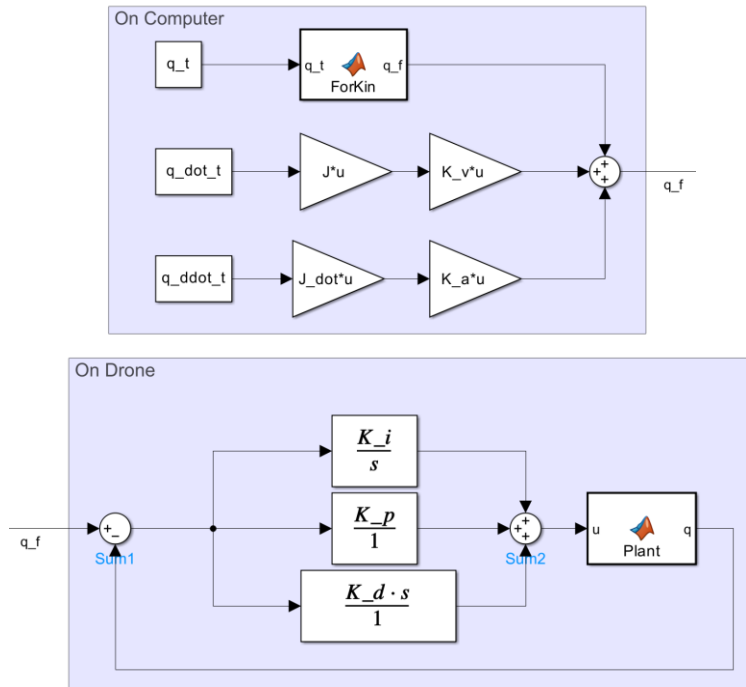 On Computer
q_t
q_t
q_f
ForKin
q_dot_t
J*u
K_v*u
q_f
q_ddot_t
J_dot*u
K_a*u
On Drone
K_i
s
q_f
Sum1
K_p
1
Sum2
u
q
Plant
K_d · s
1